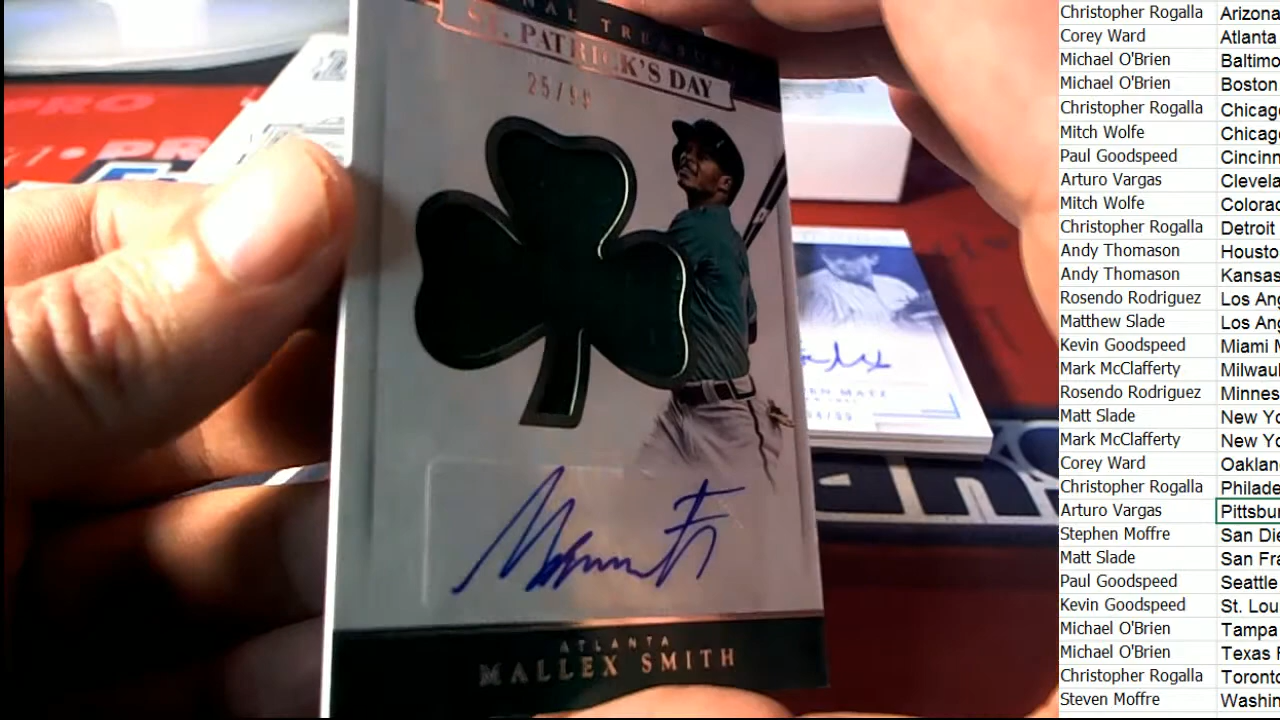 ST. PATRICK'S DAY
25/99
ATLANTA
MALLEX SMITH
PRO
Christopher Rogalla Arizona
Corey Ward Atlanta
Michael O'Brien Baltimo
Michael O'Brien Boston
Christopher Rogalla Chicag
Mitch Wolfe Chicag
Paul Goodspeed Cincinn
Arturo Vargas Clevela
Mitch Wolfe Colorad
Christopher Rogalla Detroit
Andy Thomason Housto
Andy Thomason Kansas
Rosendo Rodriguez Los Ang
Matthew Slade Los Ang
Kevin Goodspeed Miami M
Mark McClafferty Milwauk
Rosendo Rodriguez Minnes
Matt Slade New Yo
Mark McClafferty New Yo
Corey Ward Oaklan
Christopher Rogalla Philade
Arturo Vargas Pittsbur
Stephen Moffre San Die
Matt Slade San Fra
Paul Goodspeed Seattle
Kevin Goodspeed St. Lou
Michael O'Brien Tampa
Michael O'Brien Texas F
Christopher Rogalla Toronto
Steven Moffre Washin